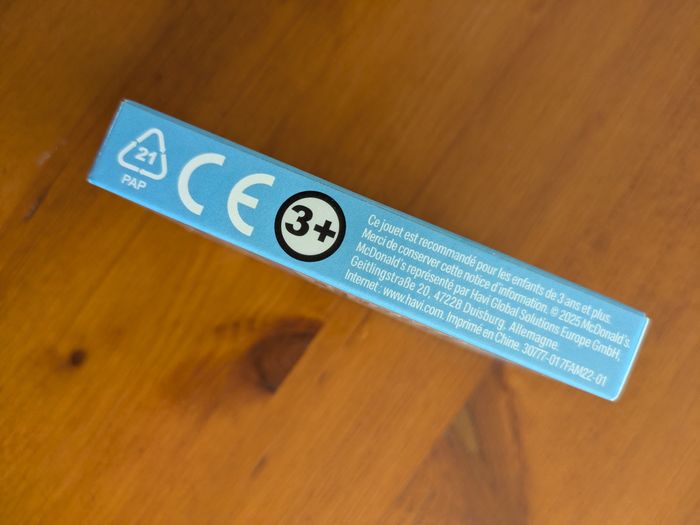 21
PAP
CE
3+
Ce jouet est recommandé pour les enfants de 3 ans et plus.
Merci de conserver cette notice d'information. © 2025 McDonald's.
McDonald's représenté par Havi Global Solutions Europe GmbH,
Geitlingstraße 20, 47228 Duisburg, Allemagne.
Internet : www.havi.com. Imprimé en Chine. 30777-017FAM22-01